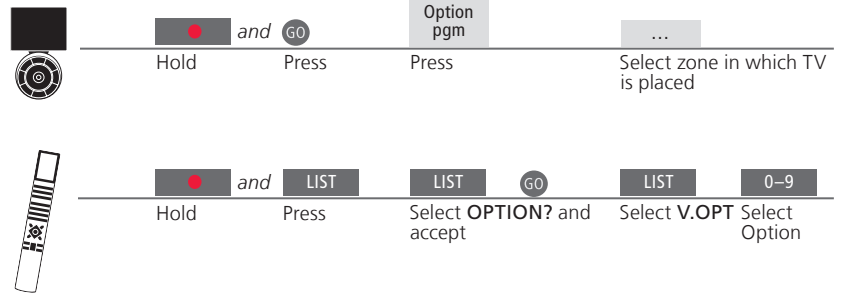 and GO Option pgm ...
Hold Press Press Select zone in which TV is placed
and LIST LIST GO LIST 0–9
Hold Press Select OPTION? and accept Select V.OPT Select Option